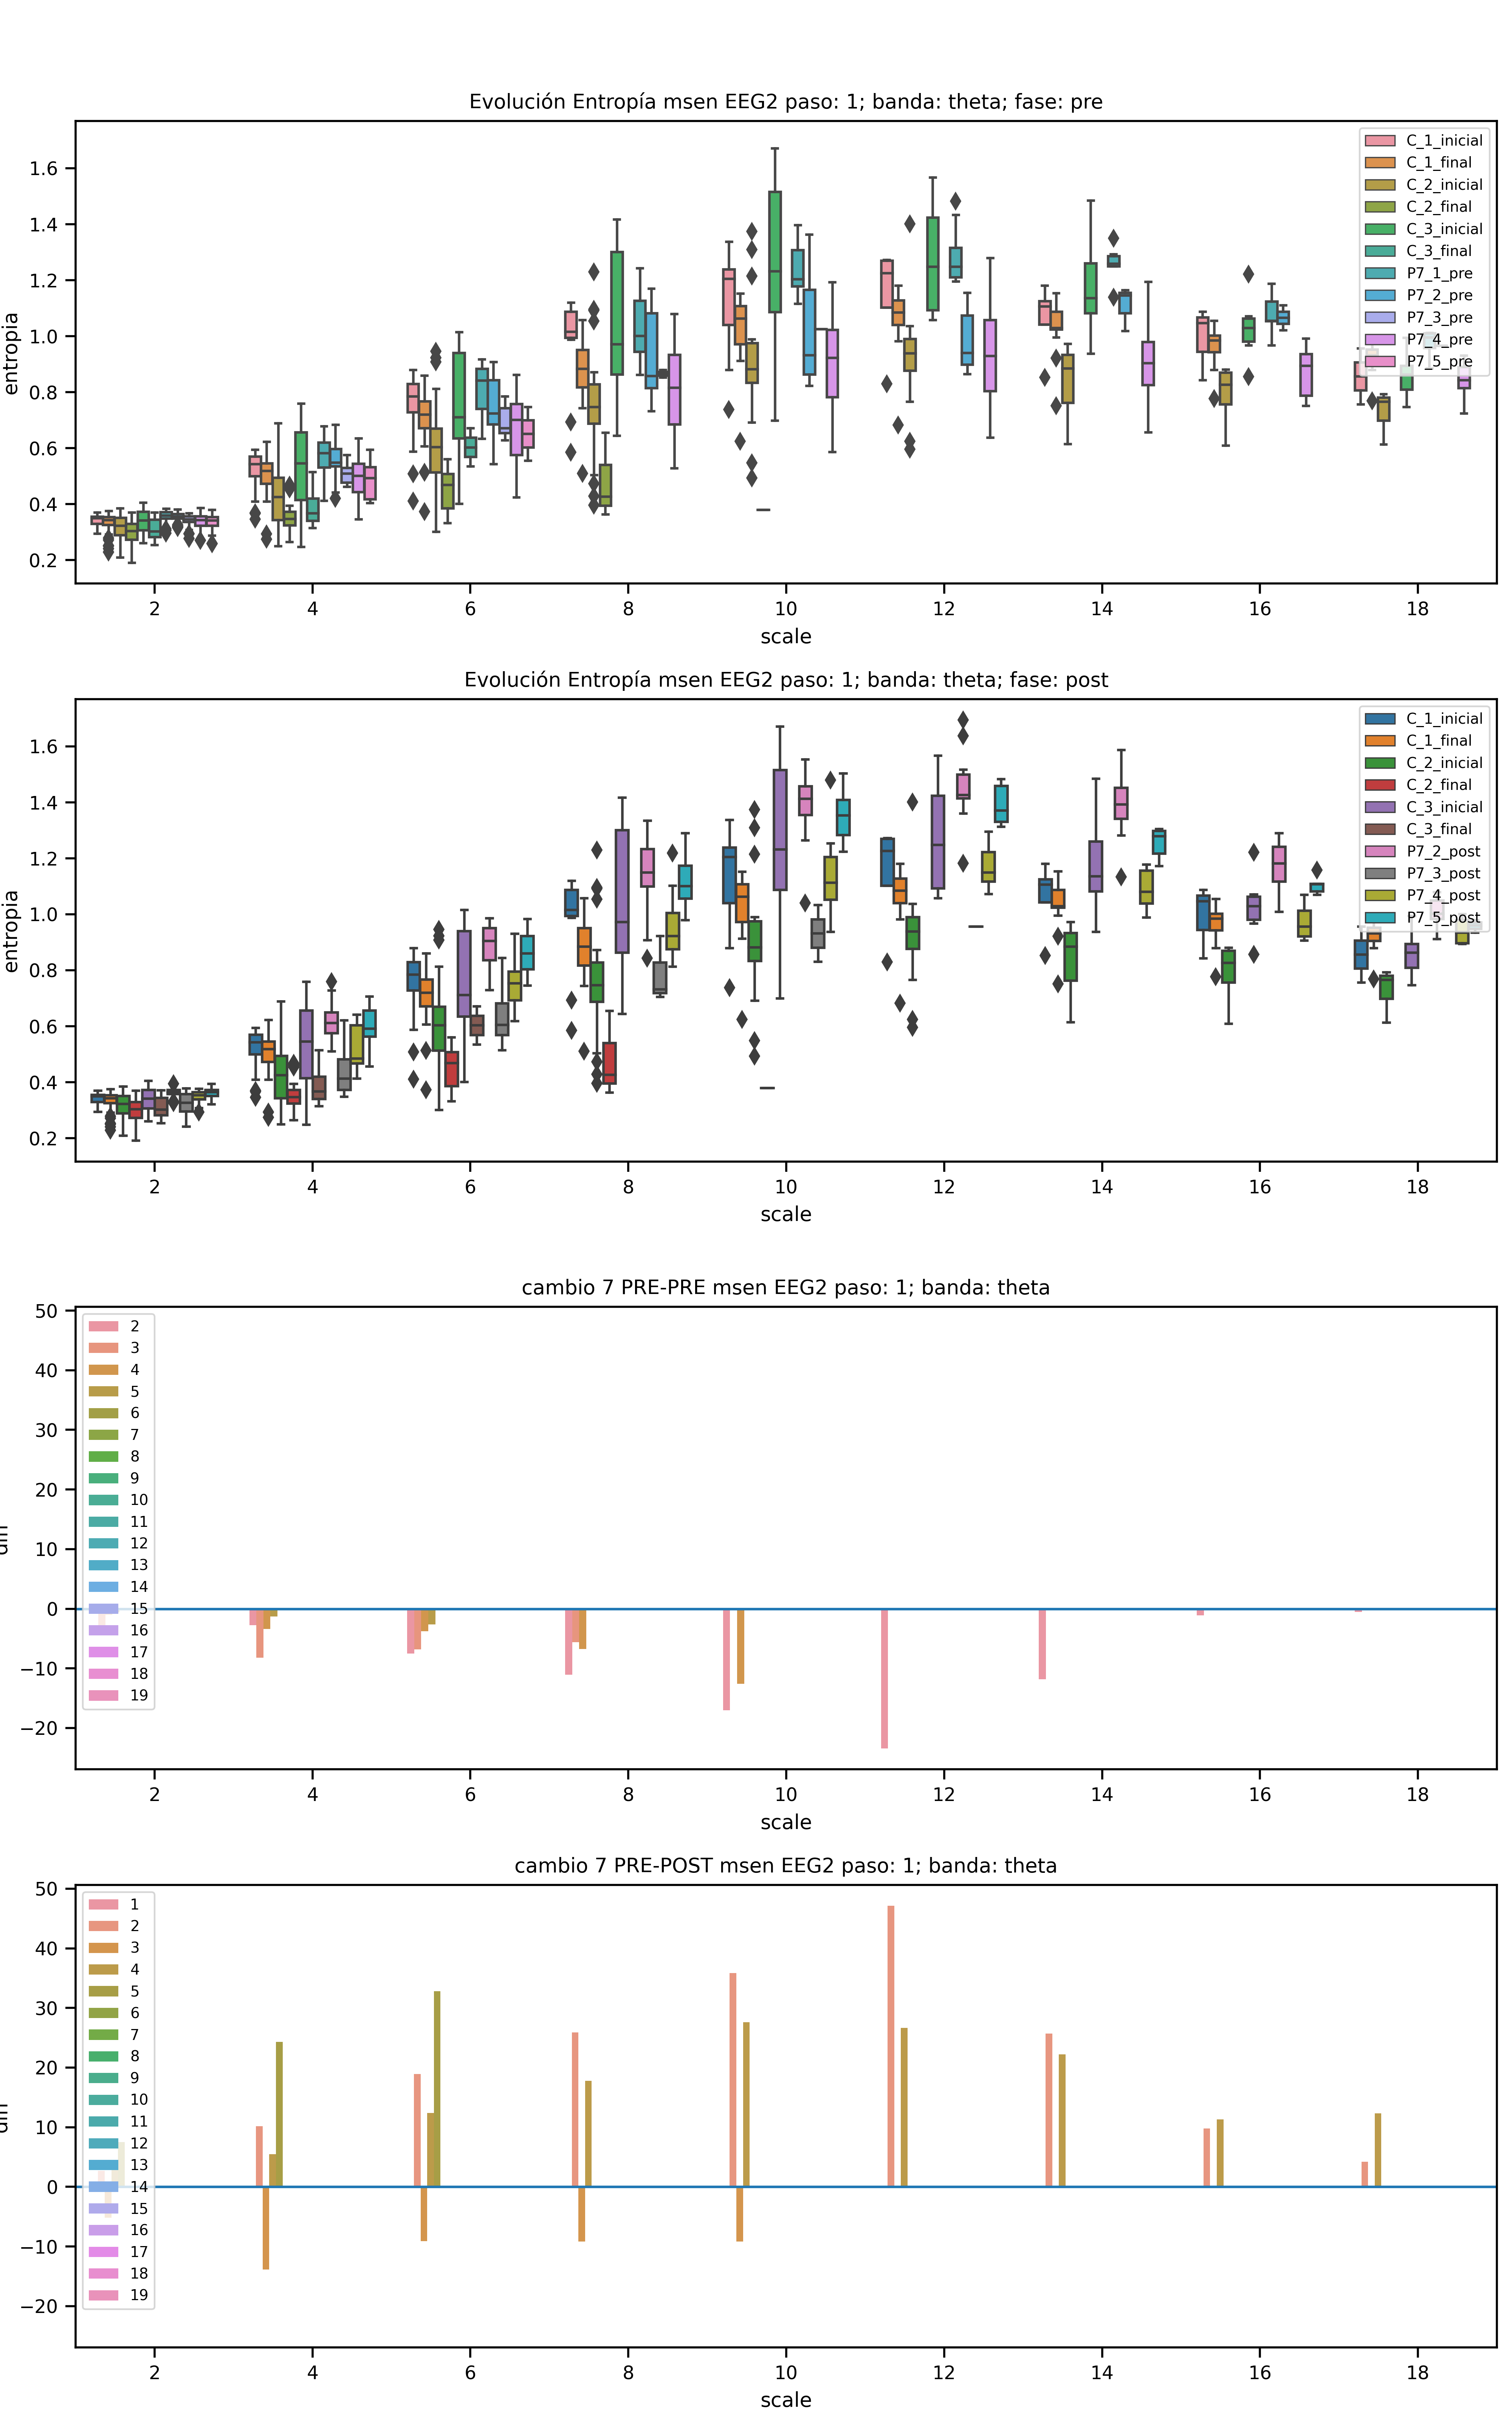 Evolución Entropía msen EEG2 paso: 1; banda: theta; fase: pre
entropia
1.6
1.4
1.2
1.0
0.8
0.6
0.4
0.2
C_1_inicial
C_1_final
C_2_inicial
C_2_final
C_3_inicial
C_3_final
P7_1_pre
P7_2_pre
P7_3_pre
P7_4_pre
P7_5_pre
2 4 6 8 10 12 14 16 18
scale
Evolución Entropía msen EEG2 paso: 1; banda: theta; fase: post
entropia
1.6
1.4
1.2
1.0
0.8
0.6
0.4
0.2
C_1_inicial
C_1_final
C_2_inicial
C_2_final
C_3_inicial
C_3_final
P7_2_post
P7_3_post
P7_4_post
P7_5_post
2 4 6 8 10 12 14 16 18
scale
cambio 7 PRE-PRE msen EEG2 paso: 1; banda: theta
50
40
30
20
10
0
−10
−20
2
3
4
5
6
7
8
9
10
11
12
13
14
15
16
17
18
19
2 4 6 8 10 12 14 16 18
scale
cambio 7 PRE-POST msen EEG2 paso: 1; banda: theta
50
40
30
20
10
0
−10
−20
1
2
3
4
5
6
7
8
9
10
11
12
13
14
15
16
17
18
19
2 4 6 8 10 12 14 16 18
scale